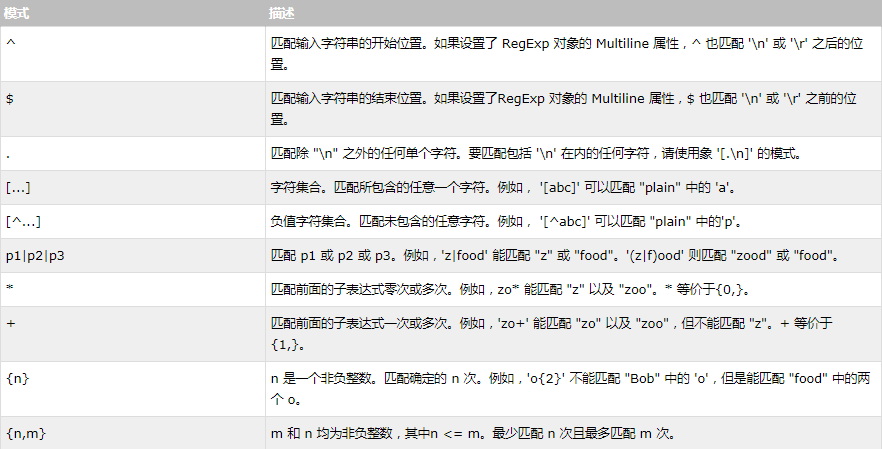 模式 描述
^ 匹配输入字符串的开始位置。如果设置了 RegExp 对象的 Multiline 属性，^ 也匹配 '\n' 或 '\r' 之后的位
置。
$ 匹配输入字符串的结束位置。如果设置了RegExp 对象的 Multiline 属性，$ 也匹配 '\n' 或 '\r' 之前的位
置。
. 匹配除 "\n" 之外的任何单个字符。要匹配包括 '\n' 在内的任何字符，请使用象 '[.\n]' 的模式。
[...] 字符集合。匹配所包含的任意一个字符。例如， '[abc]' 可以匹配 "plain" 中的 'a'。
[^...] 负值字符集合。匹配未包含的任意字符。例如， '[^abc]' 可以匹配 "plain" 中的'p'。
p1|p2|p3 匹配 p1 或 p2 或 p3。例如，'z|food' 能匹配 "z" 或 "food"。'(z|f)ood' 则匹配 "zood" 或 "food"。
* 匹配前面的子表达式零次或多次。例如，zo* 能匹配 "z" 以及 "zoo"。* 等价于{0,}。
+ 匹配前面的子表达式一次或多次。例如，'zo+' 能匹配 "zo" 以及 "zoo"，但不能匹配 "z"。+ 等价于
{1,}。
{n} n 是一个非负整数。匹配确定的 n 次。例如，'o{2}' 不能匹配 "Bob" 中的 'o'，但是能匹配 "food" 中的两
个 o。
{n,m} m 和 n 均为非负整数，其中n <= m。最少匹配 n 次且最多匹配 m 次。